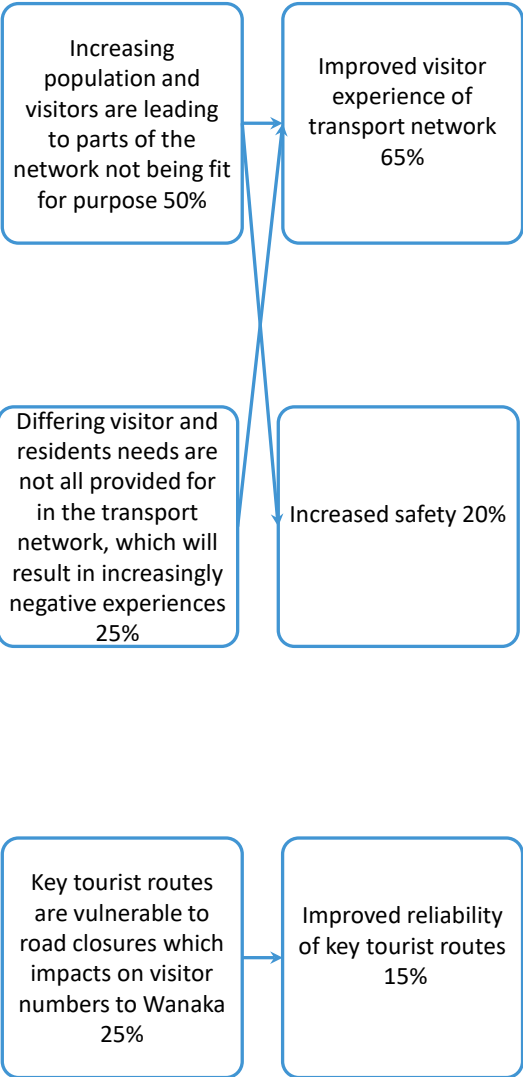 Increasing
population and
visitors are leading
to parts of the
network not being fit
for purpose 50%
Improved visitor
experience of
transport network
65%
Differing visitor and
residents needs are
not all provided for
in the transport
network, which will
result in increasingly
negative experiences
25%
Increased safety 20%
Key tourist routes
are vulnerable to
road closures which
impacts on visitor
numbers to Wanaka
25%
Improved reliability
of key tourist routes
15%